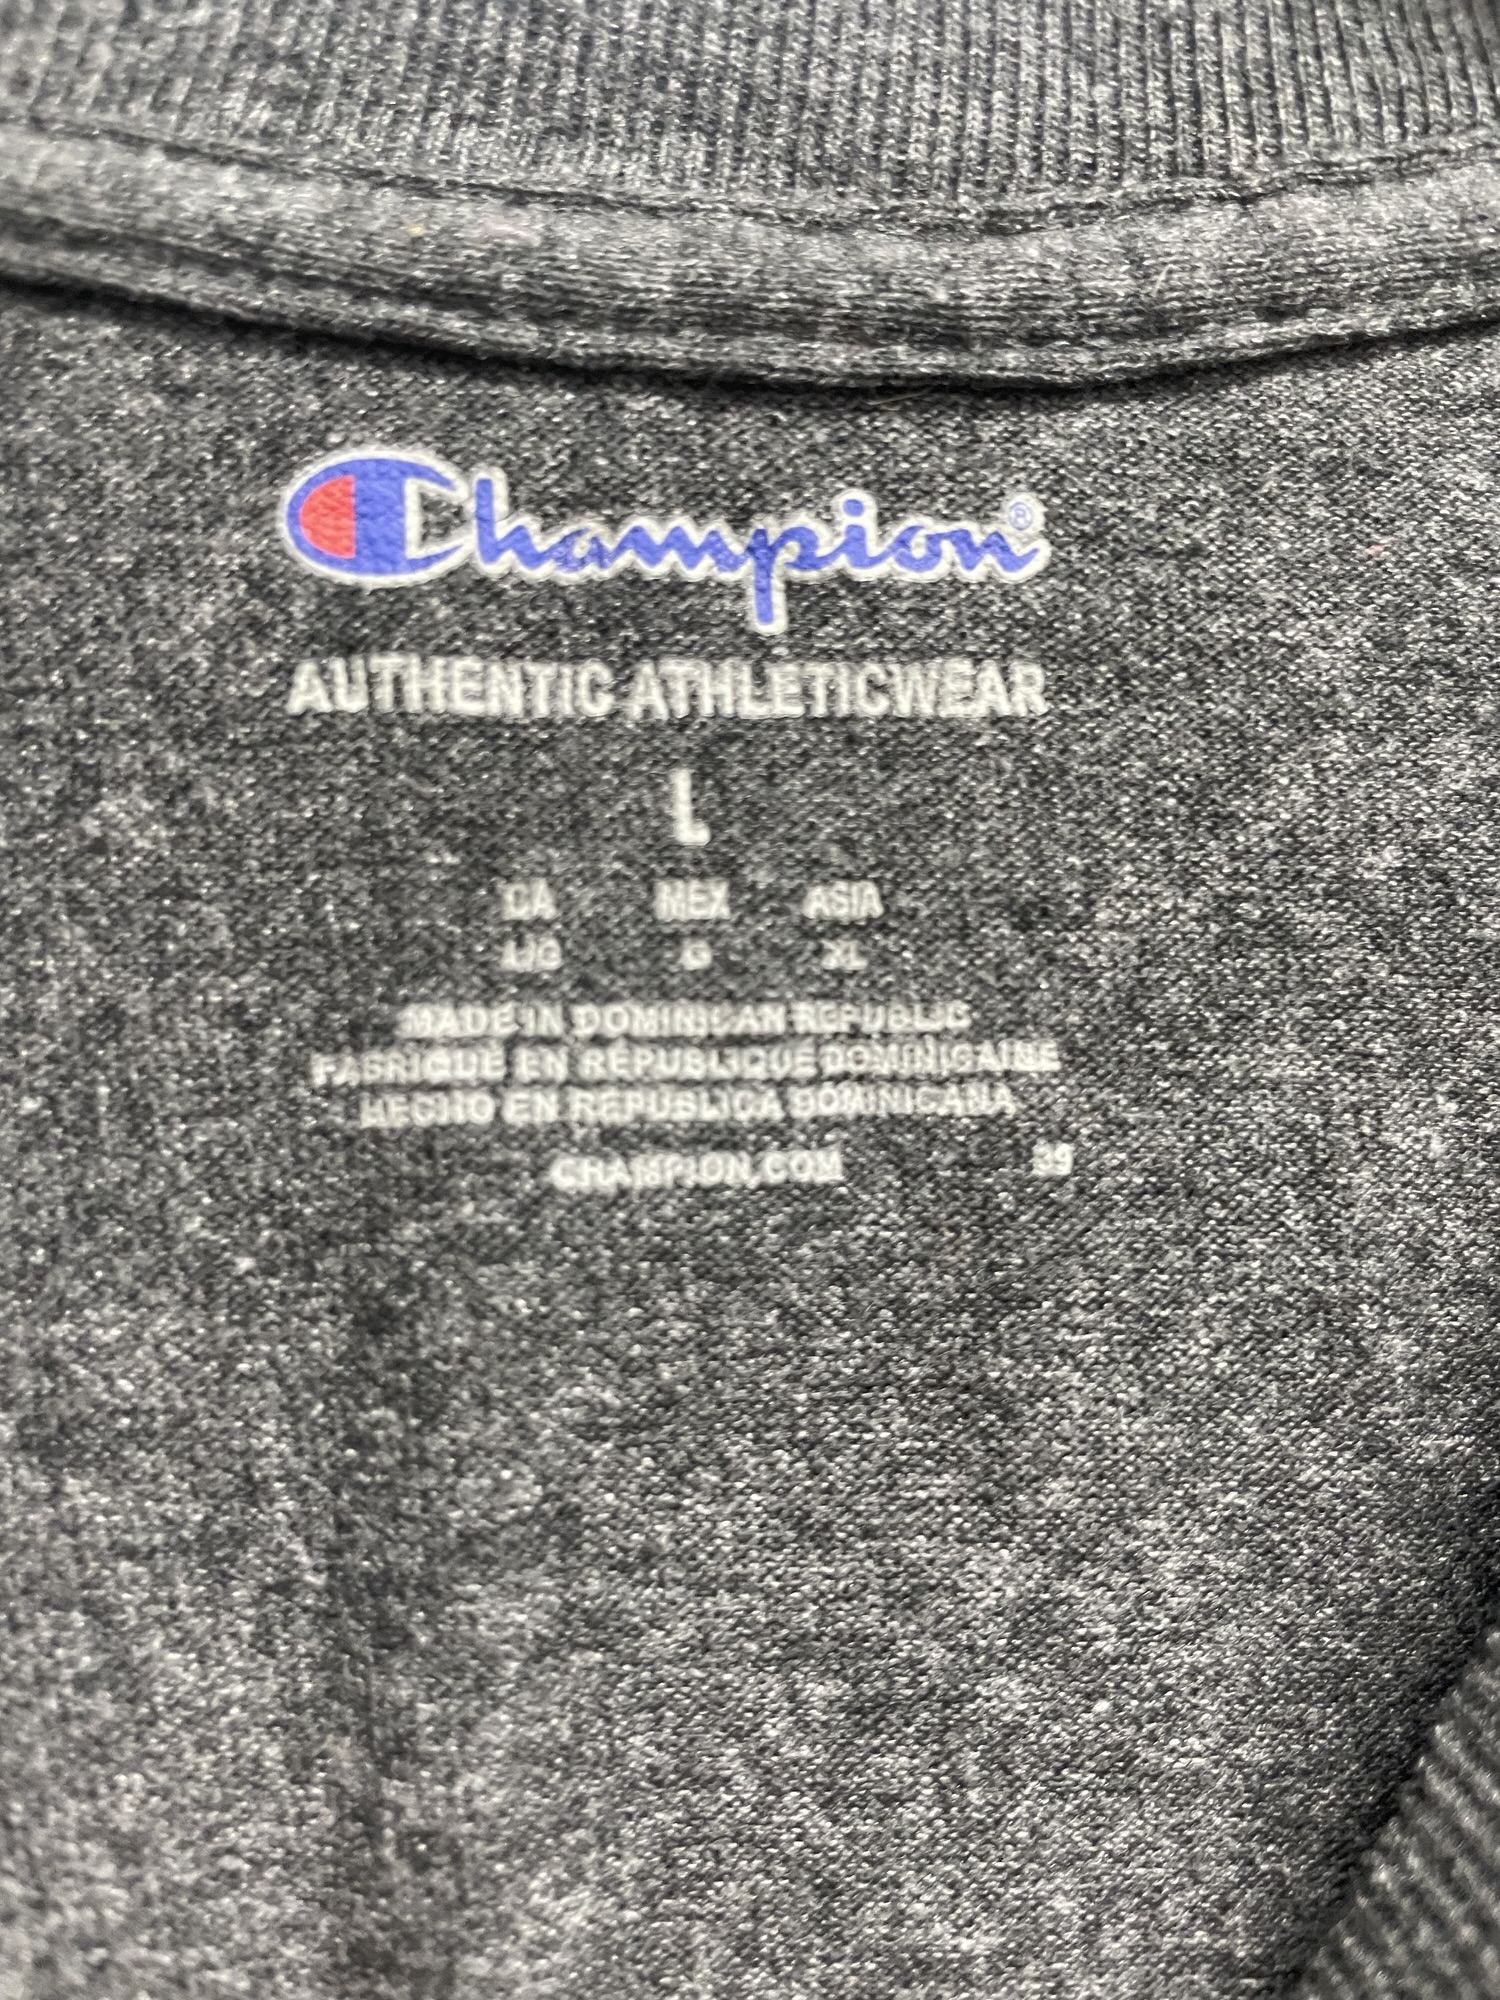 Champion®
AUTHENTIC ATHLETICWEAR
L
CA MEX ASIA
L/G G XL
MADE IN DOMINICAN REPUBLIC
FABRIQUÉ EN RÉPUBLIQUE DOMINICAINE
HECHO EN REPUBLICA DOMINICANA
CHAMPION.COM 39